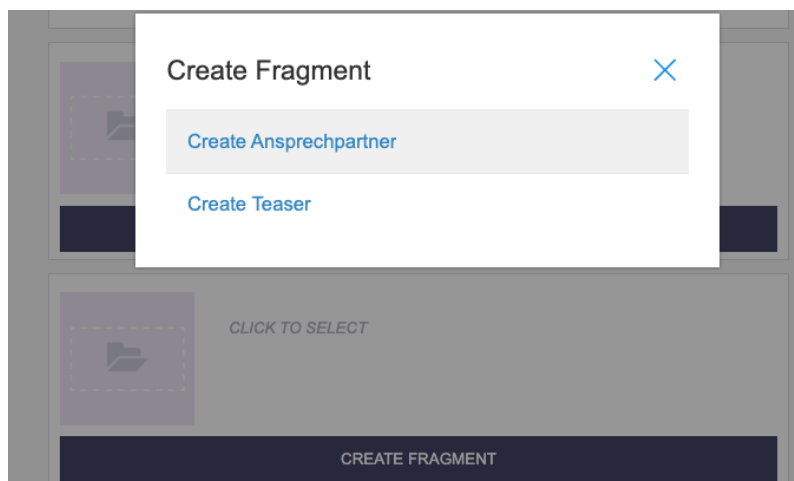 Create Fragment
Create Ansprechpartner
Create Teaser
CLICK TO SELECT
CREATE FRAGMENT